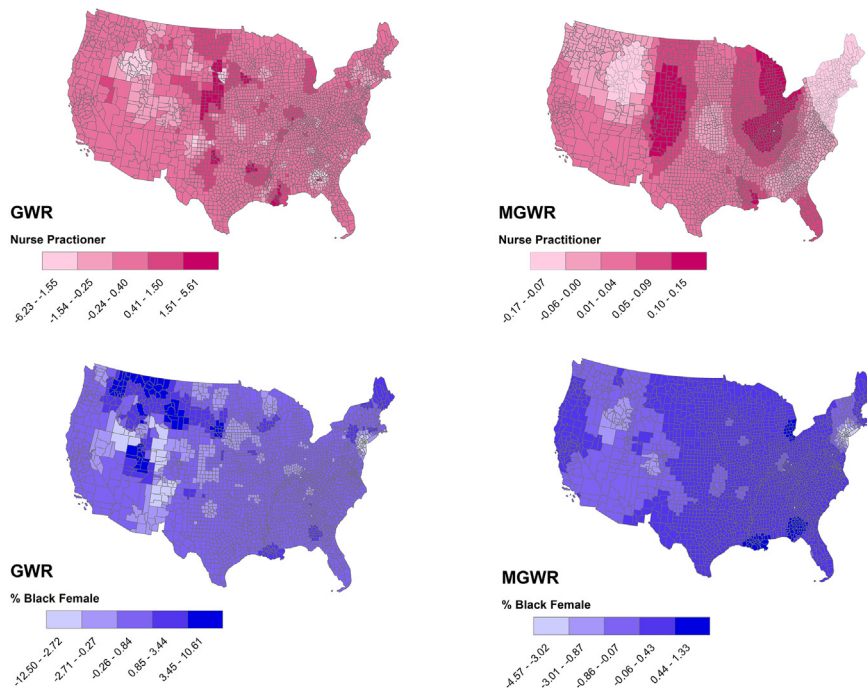 GWR
Nurse Practioner
-6.23 - -1.55
-1.54 - -0.25
-0.24 - 0.40
0.41 - 1.50
1.51 - 5.61
MGWR
Nurse Practitioner
-0.17 - -0.07
-0.06 - 0.00
0.01 - 0.04
0.05 - 0.09
0.10 - 0.15
GWR
% Black Female
-12.50 - -2.72
-2.71 - -0.27
-0.26 - 0.84
0.85 - 3.44
3.45 - 10.61
MGWR
% Black Female
-4.57 - -3.02
-3.01 - -0.87
-0.86 - -0.07
-0.06 - 0.43
0.44 - 1.33